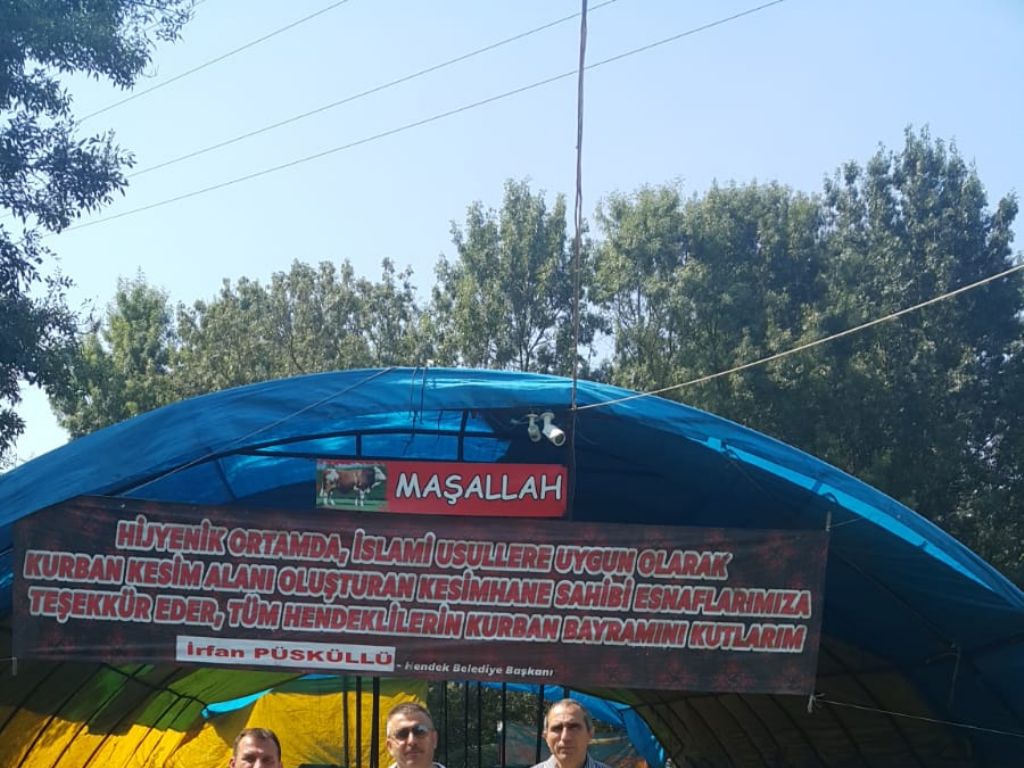 MAŞALLAH
HİJYENİK ORTAMDA, İSLAMİ USULLERE UYGUN OLARAK
KURBAN KESİM ALANI OLUŞTURAN KESİMHANE SAHİBİ ESNAFLARIMIZA
TEŞEKKÜR EDER, TÜM HENDEKLİLERİN KURBAN BAYRAMINI KUTLARIM
İrfan PÜSKÜLLÜ - Hendek Belediye Başkanı